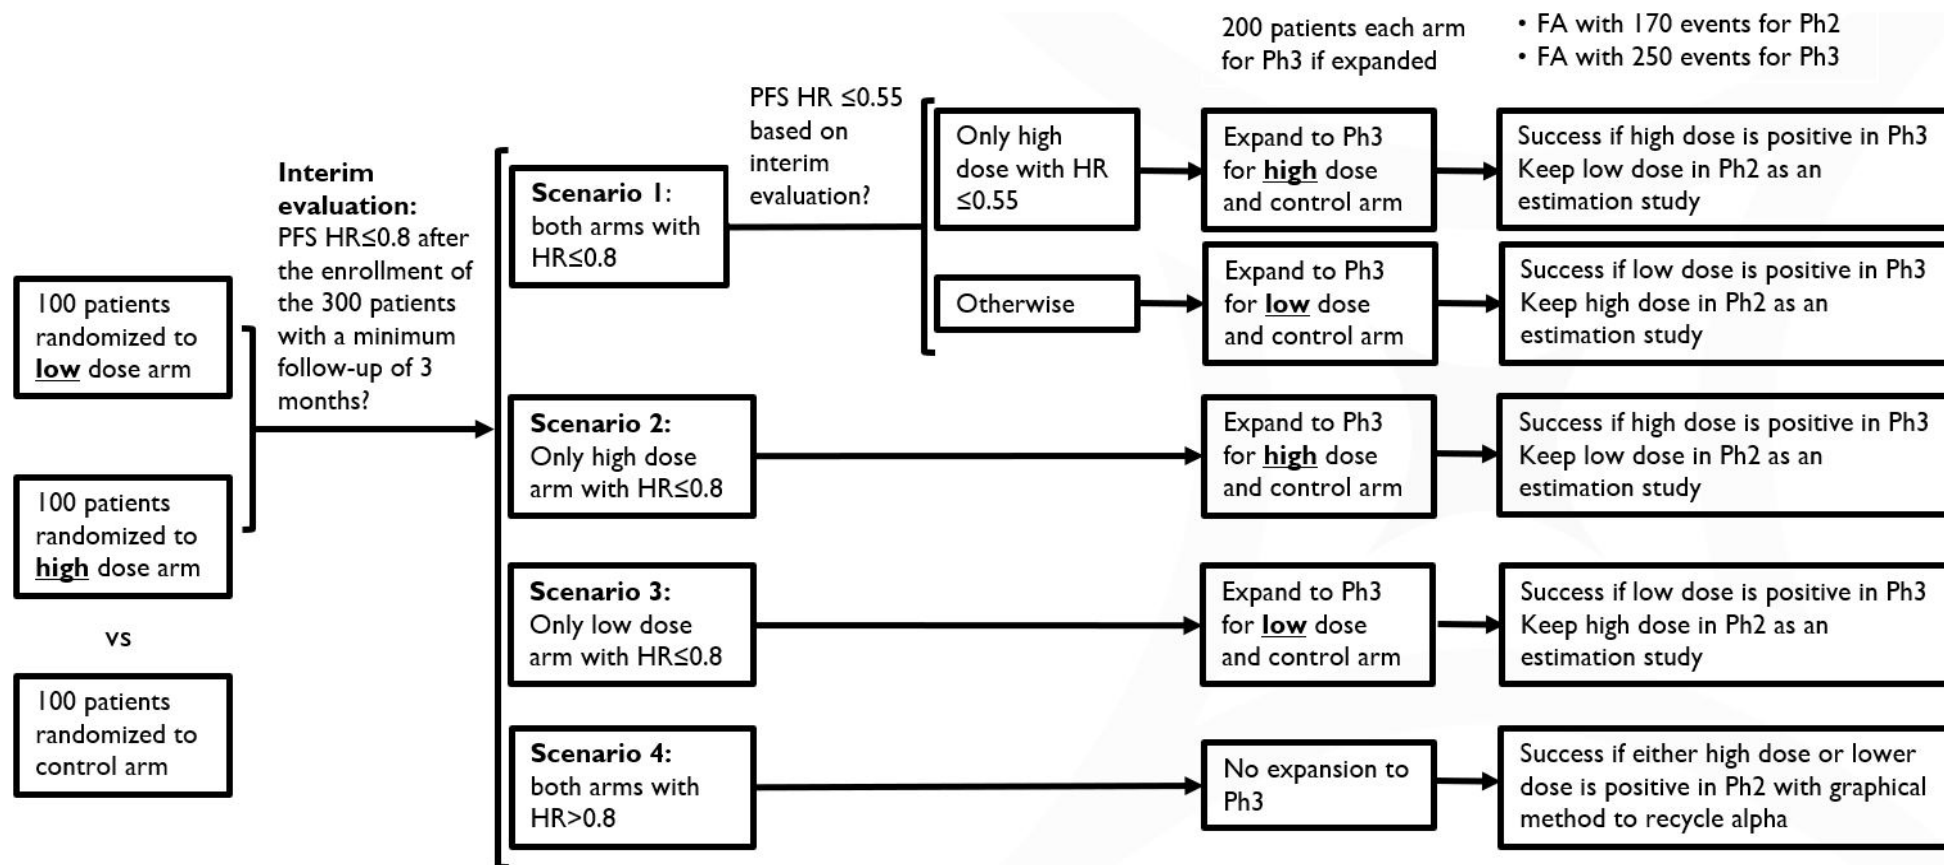 200 patients each arm
for Ph3 if expanded
• FA with 170 events for Ph2
• FA with 250 events for Ph3
100 patients
randomized to
low dose arm
100 patients
randomized to
high dose arm
vs
100 patients
randomized to
control arm
Interim
evaluation:
PFS HR≤0.8 after
the enrollment of
the 300 patients
with a minimum
follow-up of 3
months?
Scenario 1:
both arms with
HR≤0.8
PFS HR ≤0.55
based on
interim
evaluation?
Only high
dose with HR
≤0.55
Expand to Ph3
for high dose
and control arm
Success if high dose is positive in Ph3
Keep low dose in Ph2 as an
estimation study
Otherwise
Expand to Ph3
for low dose
and control arm
Success if low dose is positive in Ph3
Keep high dose in Ph2 as an
estimation study
Scenario 2:
Only high dose
arm with HR≤0.8
Expand to Ph3
for high dose
and control arm
Success if high dose is positive in Ph3
Keep low dose in Ph2 as an
estimation study
Scenario 3:
Only low dose
arm with HR≤0.8
Expand to Ph3
for low dose
and control arm
Success if low dose is positive in Ph3
Keep high dose in Ph2 as an
estimation study
Scenario 4:
both arms with
HR>0.8
No expansion to
Ph3
Success if either high dose or lower
dose is positive in Ph2 with graphical
method to recycle alpha